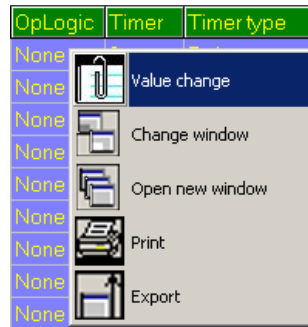 OpLogic Timer Timer type
None
None
Value change
None
Change window
None
None
Open new window
None
None
Print
None
Export
None